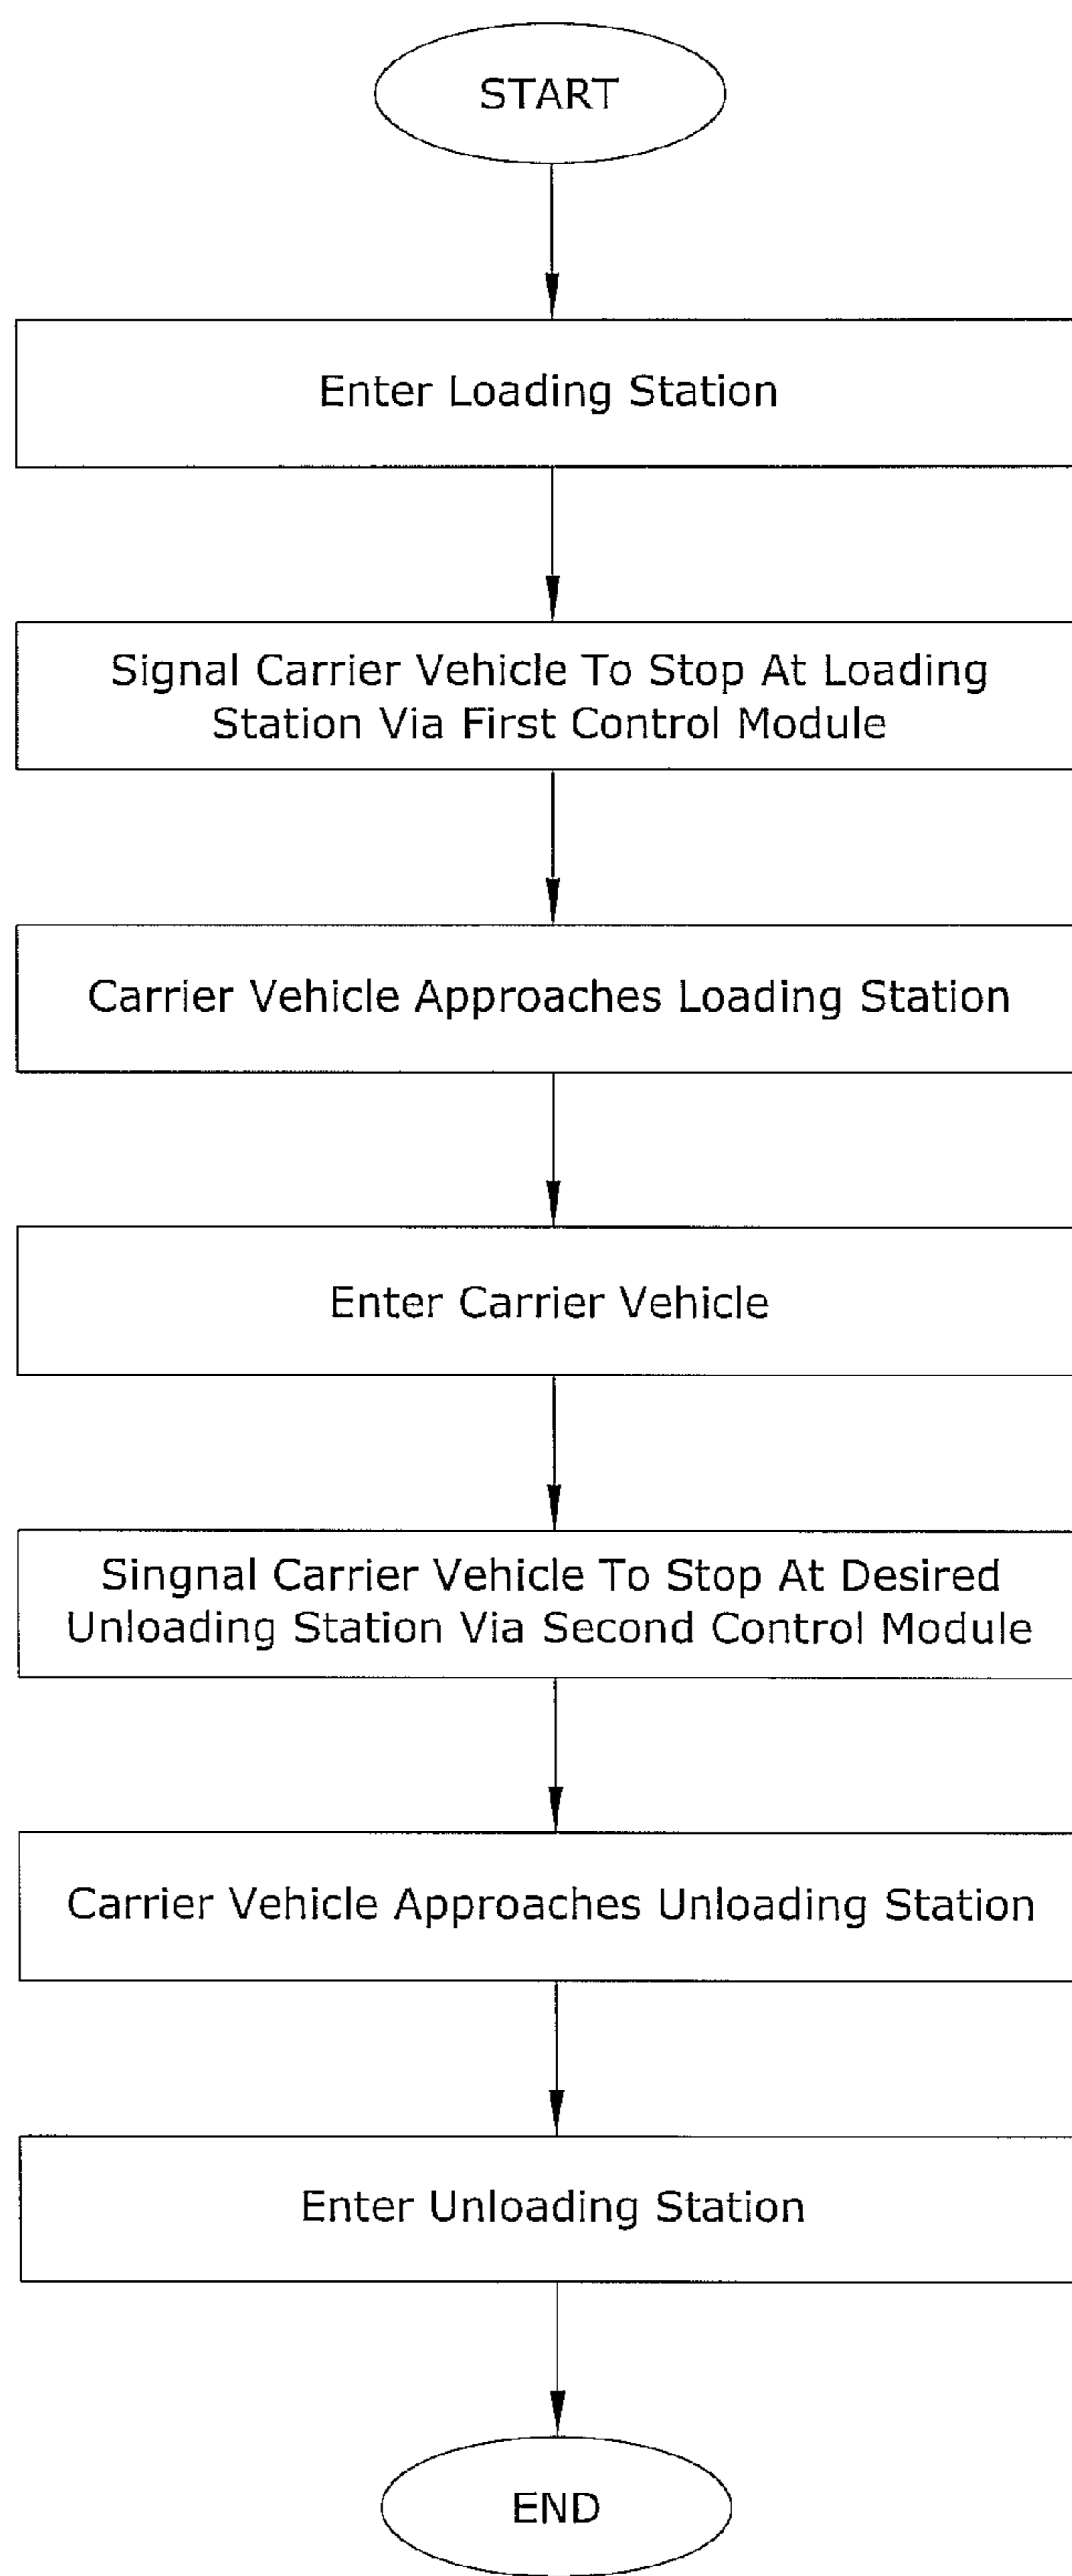 START
Enter Loading Station
Signal Carrier Vehicle To Stop At Loading
Station Via First Control Module
Carrier Vehicle Approaches Loading Station
Enter Carrier Vehicle
Singnal Carrier Vehicle To Stop At Desired
Unloading Station Via Second Control Module
Carrier Vehicle Approaches Unloading Station
Enter Unloading Station
END